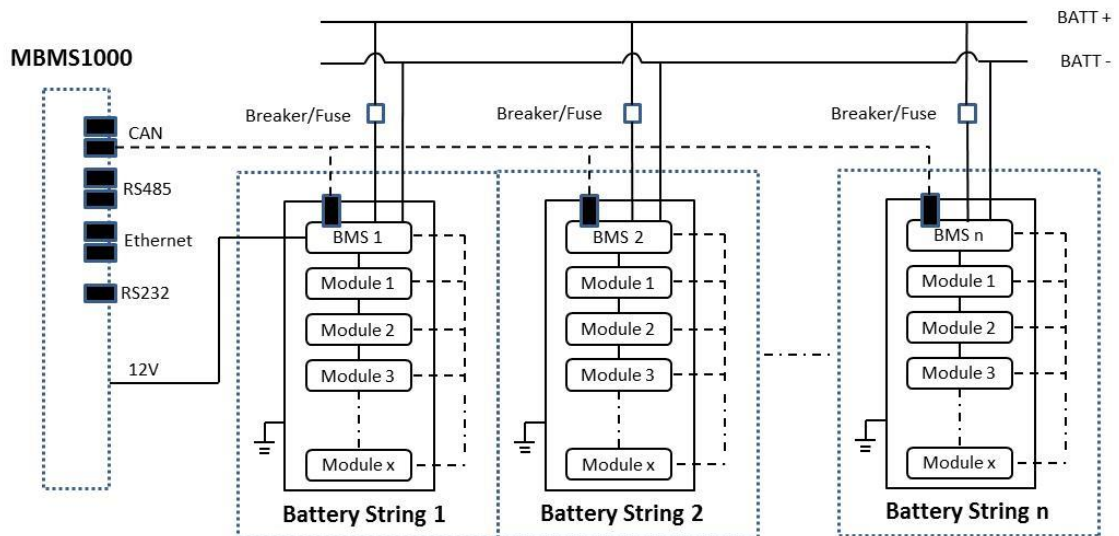 BATT +
MBMS1000
BATT -
Breaker/Fuse
Breaker/Fuse
Breaker/Fuse
CAN
RS485
Ethernet
RS232
12V
BMS 1
Module 1
Module 2
Module 3
Module x
Battery String 1
BMS 2
Module 1
Module 2
Module 3
Module x
Battery String 2
BMS n
Module 1
Module 2
Module 3
Module x
Battery String n